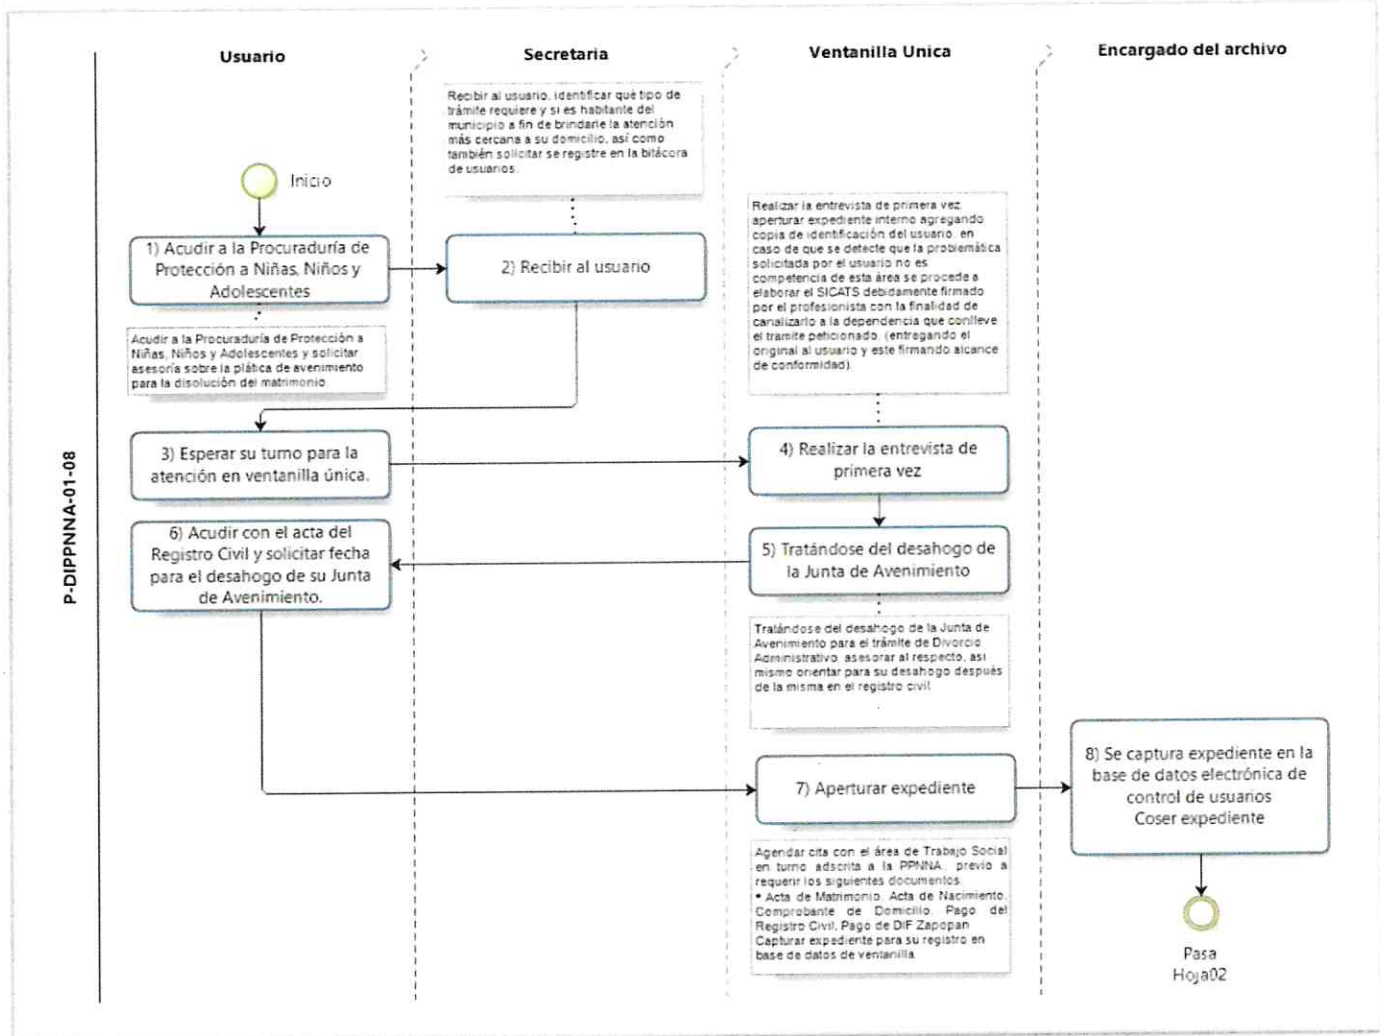 Usuario
Secretaria
Ventanilla Unica
Encargado del archivo
P-DIPPNNA-01-08
Inicio
1) Acudir a la Procuraduría de
Protección a Niñas, Niños y
Adolescentes
Acudir a la Procuraduría de Protección a
Niñas, Niños y Adolescentes y solicitar
asesoría sobre la plática de avenimiento
para la disolución del matrimonio
Recibir al usuario, identificar qué tipo de
trámite requiere y si es habitante del
municipio a fin de brindarle la atención
más cercana a su domicilio, así como
también solicitar se registre en la bitácora
de usuarios.
2) Recibir al usuario
3) Esperar su turno para la
atención en ventanilla única.
Realizar la entrevista de primera vez,
aperturar expediente interno agregando
copia de identificación del usuario, en
caso de que se detecte que la problemática
solicitada por el usuario no es
competencia de esta área se procede a
elaborar el SICATS debidamente firmado
por el profesionista con la finalidad de
canalizarlo a la dependencia que conlleve
el tramite peticionado. (entregando el
original al usuario y este firmando alcance
de conformidad)
4) Realizar la entrevista de
primera vez
5) Tratándose del desahogo de
la Junta de Avenimiento
Tratándose del desahogo de la Junta de
Avenimiento para el trámite de Divorcio
Administrativo, asesorar al respecto, así
mismo orientar para su desahogo después
de la misma en el registro civil
6) Acudir con el acta del
Registro Civil y solicitar fecha
para el desahogo de su Junta
de Avenimiento.
7) Aperturar expediente
Agendar cita con el área de Trabajo Social
en turno adscrita a la PPNNA, previo a
requerir los siguientes documentos
• Acta de Matrimonio, Acta de Nacimiento,
Comprobante de Domicilio, Pago del
Registro Civil, Pago de DIF Zapopan
Capturar expediente para su registro en
base de datos de ventanilla
8) Se captura expediente en la
base de datos electrónica de
control de usuarios
Coser expediente
Pasa
Hoja02